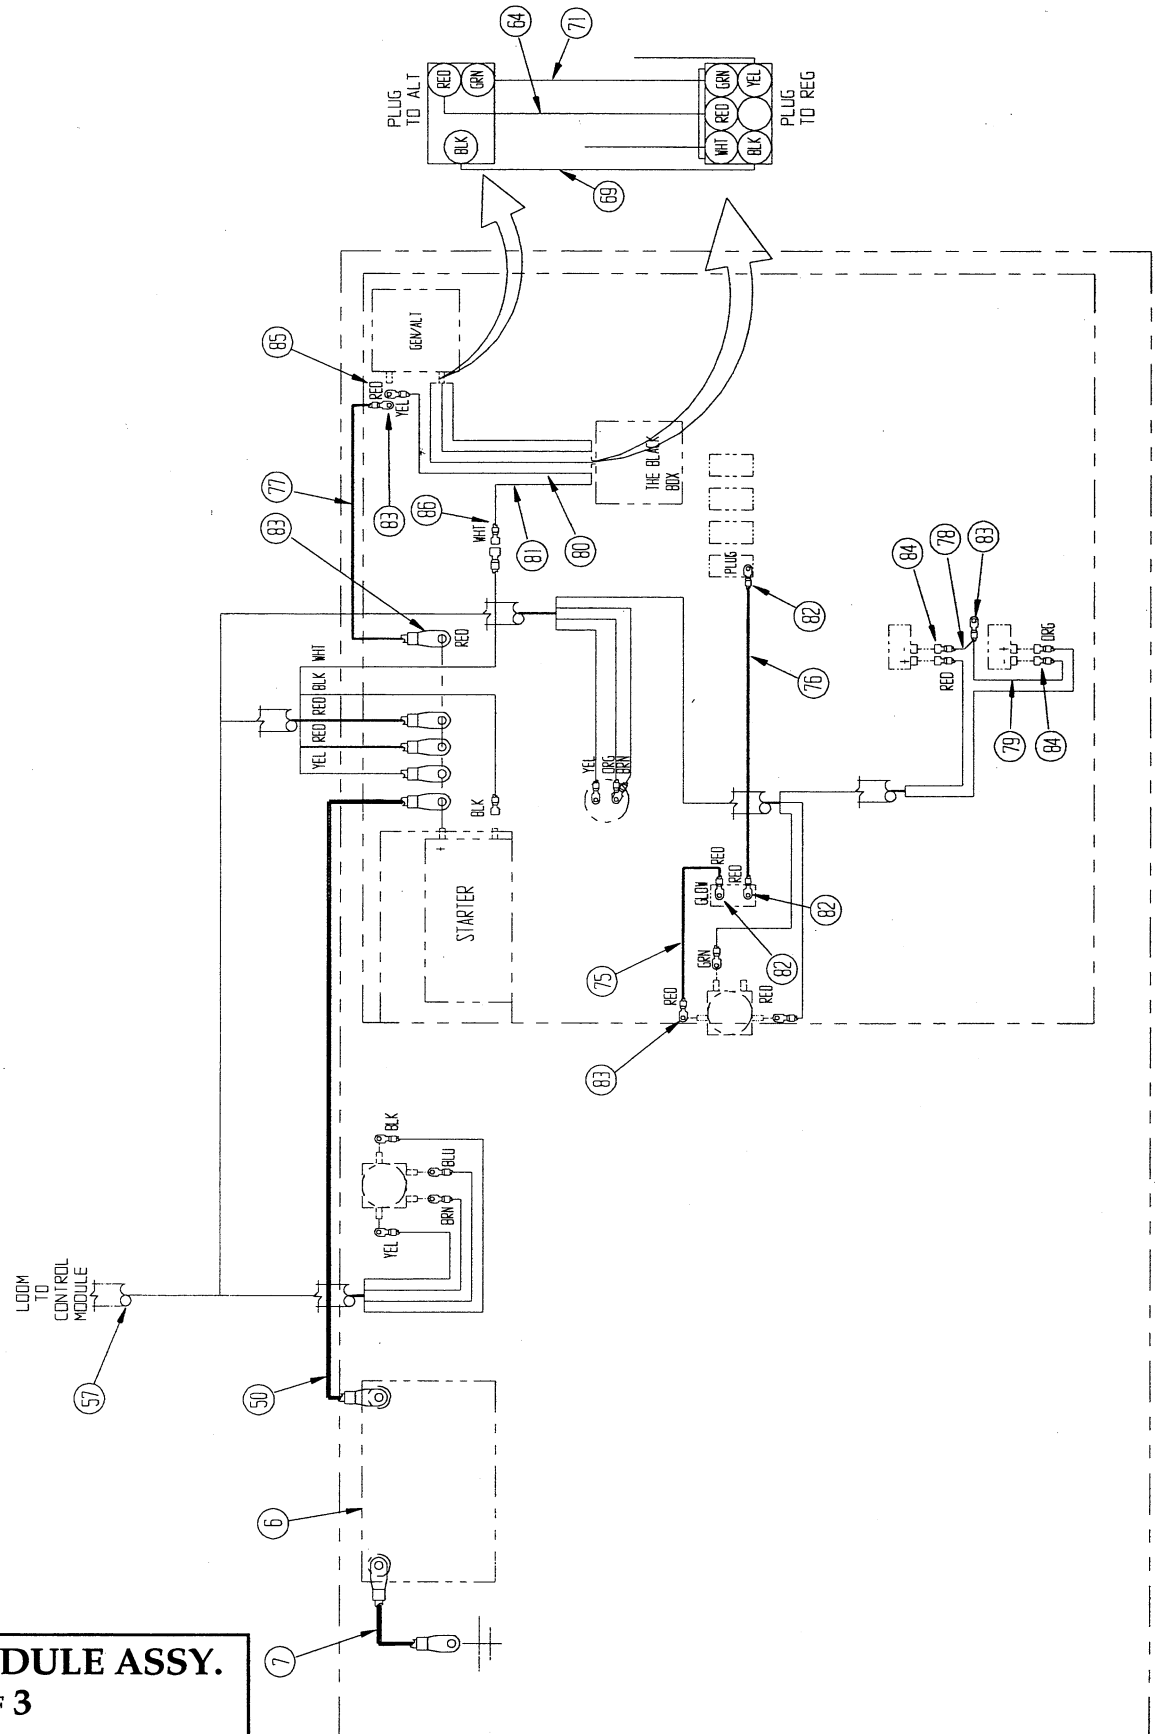 64
71
PLUG
TO ALT
RED
GRN
BLK
GRN
YEL
RED
WHT
BLK
PLUG
TO REG
69
85
RED
YEL
GEN/ALT
77
83
83
86
WHT
81
80
THE BLACK
BOX
PLUG
82
76
84
78
83
RED
ORG
79
84
RED
WHT
BLK
RED
RED
YEL
BLK
STARTER
YEL
ORG
BRN
RED
RED
GLOW
82
82
75
GRN
RED
RED
83
BLK
BLU
BRN
YEL
LOOM
TO
CONTROL
MODULE
57
50
6
7
DULE ASSY.
3